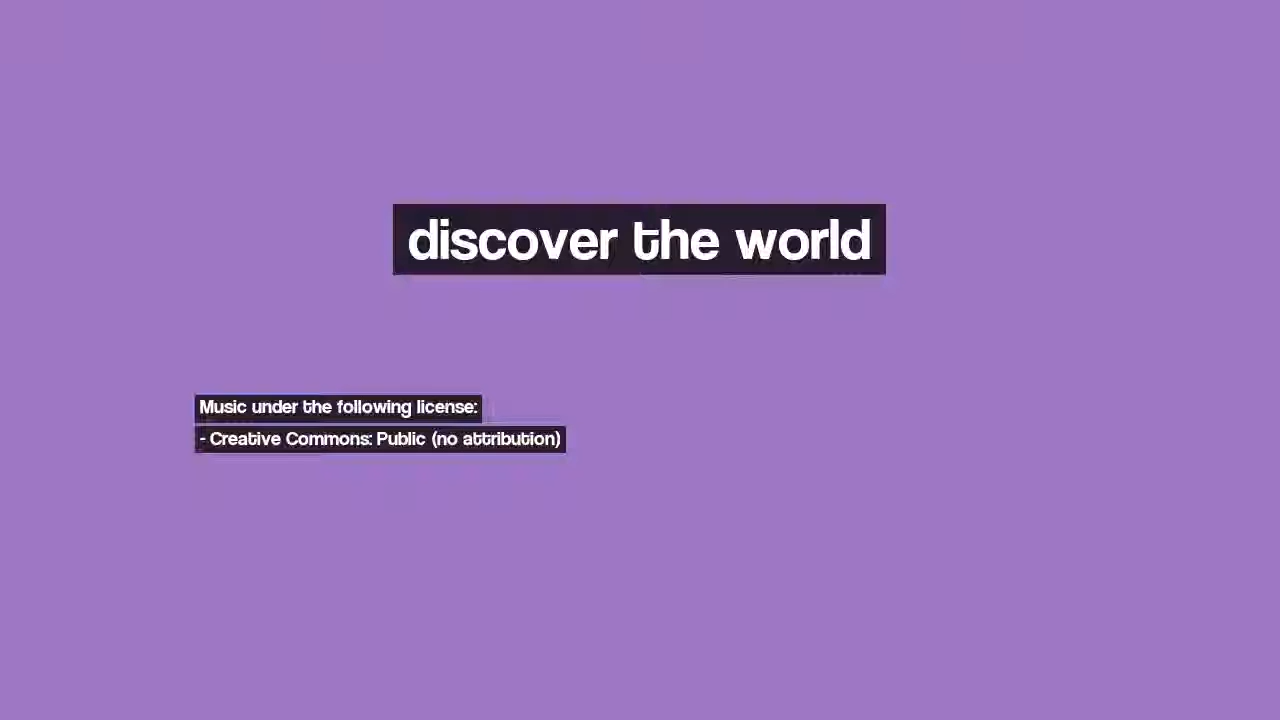 discover the world
Music under the following license:
- Creative Commons: Public (no attribution)